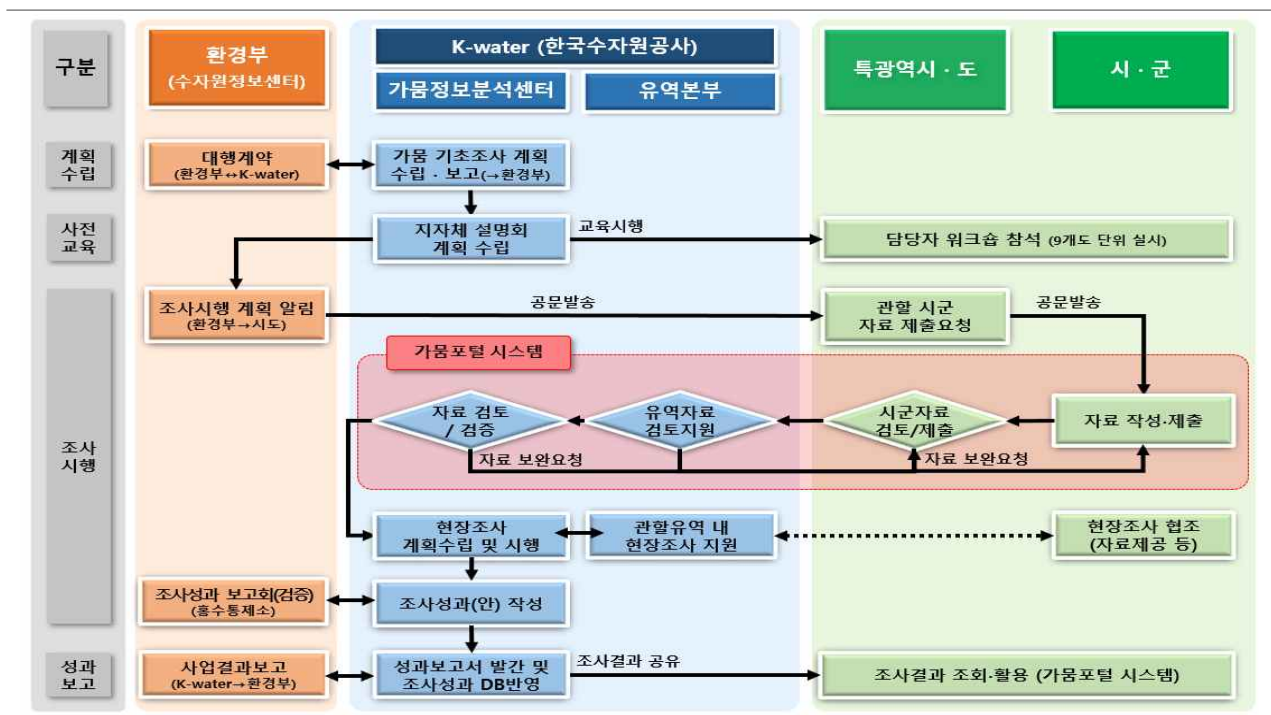 구분
환경부
(수자원정보센터)
K-water (한국수자원공사)
가뭄정보분석센터
유역본부
특광역시 · 도
시 · 군
계획
수립
대행계약
(환경부↔K-water)
가뭄 기초조사 계획
수립 · 보고(→환경부)
사전
교육
지자체 설명회
계획 수립
교육시행
담당자 워크숍 참석 (9개도 단위 실시)
조사
시행
조사시행 계획 알림
(환경부→시도)
공문발송
관할 시군
자료 제출요청
공문발송
가뭄포털 시스템
자료 검토
/ 검증
유역자료
검토지원
시군자료
검토/제출
자료 작성·제출
자료 보완요청
자료 보완요청
현장조사
계획수립 및 시행
관할유역 내
현장조사 지원
현장조사 협조
(자료제공 등)
조사성과 보고회(검증)
(홍수통제소)
조사성과(안) 작성
성과
보고
사업결과보고
(K-water→환경부)
성과보고서 발간 및
조사성과 DB반영
조사결과 공유
조사결과 조회·활용 (가뭄포털 시스템)